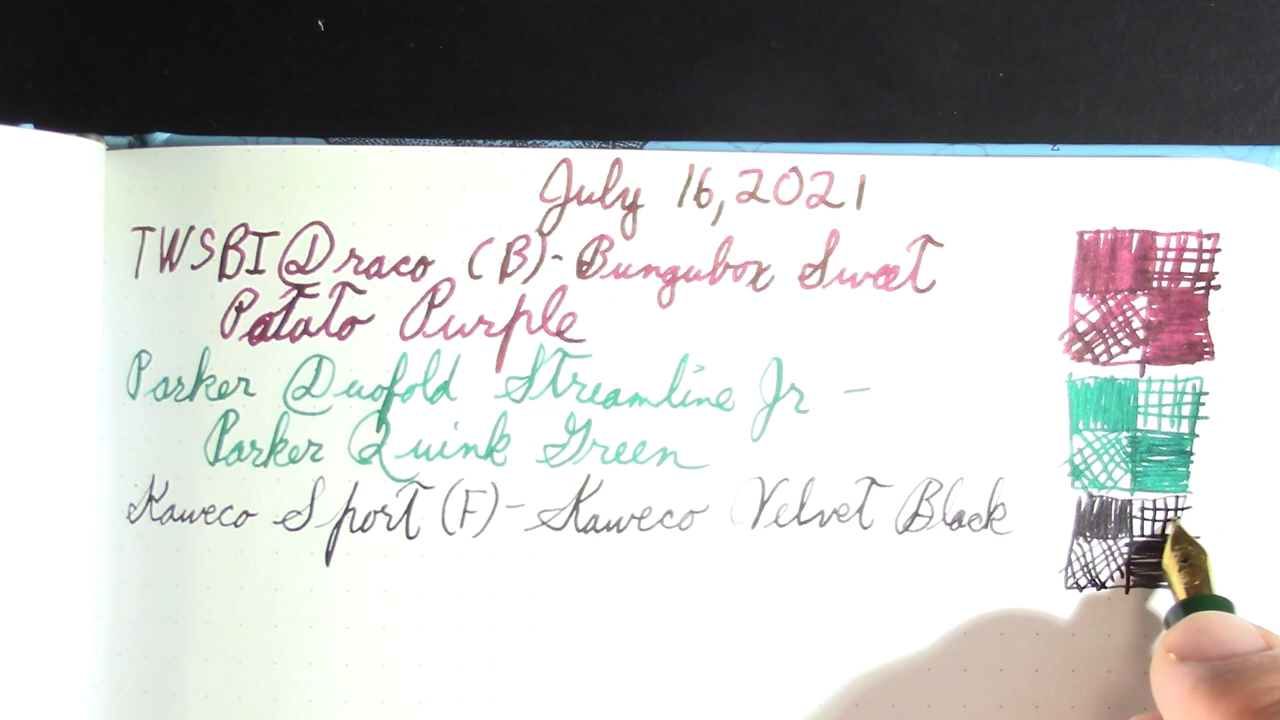 July 16, 2021
TWSBI Draco (B)- Bungubox Sweet
Potato Purple
Parker Duofold Streamline Jr -
Parker Quink Green
Kaweco Sport (F)- Kaweco Velvet Black